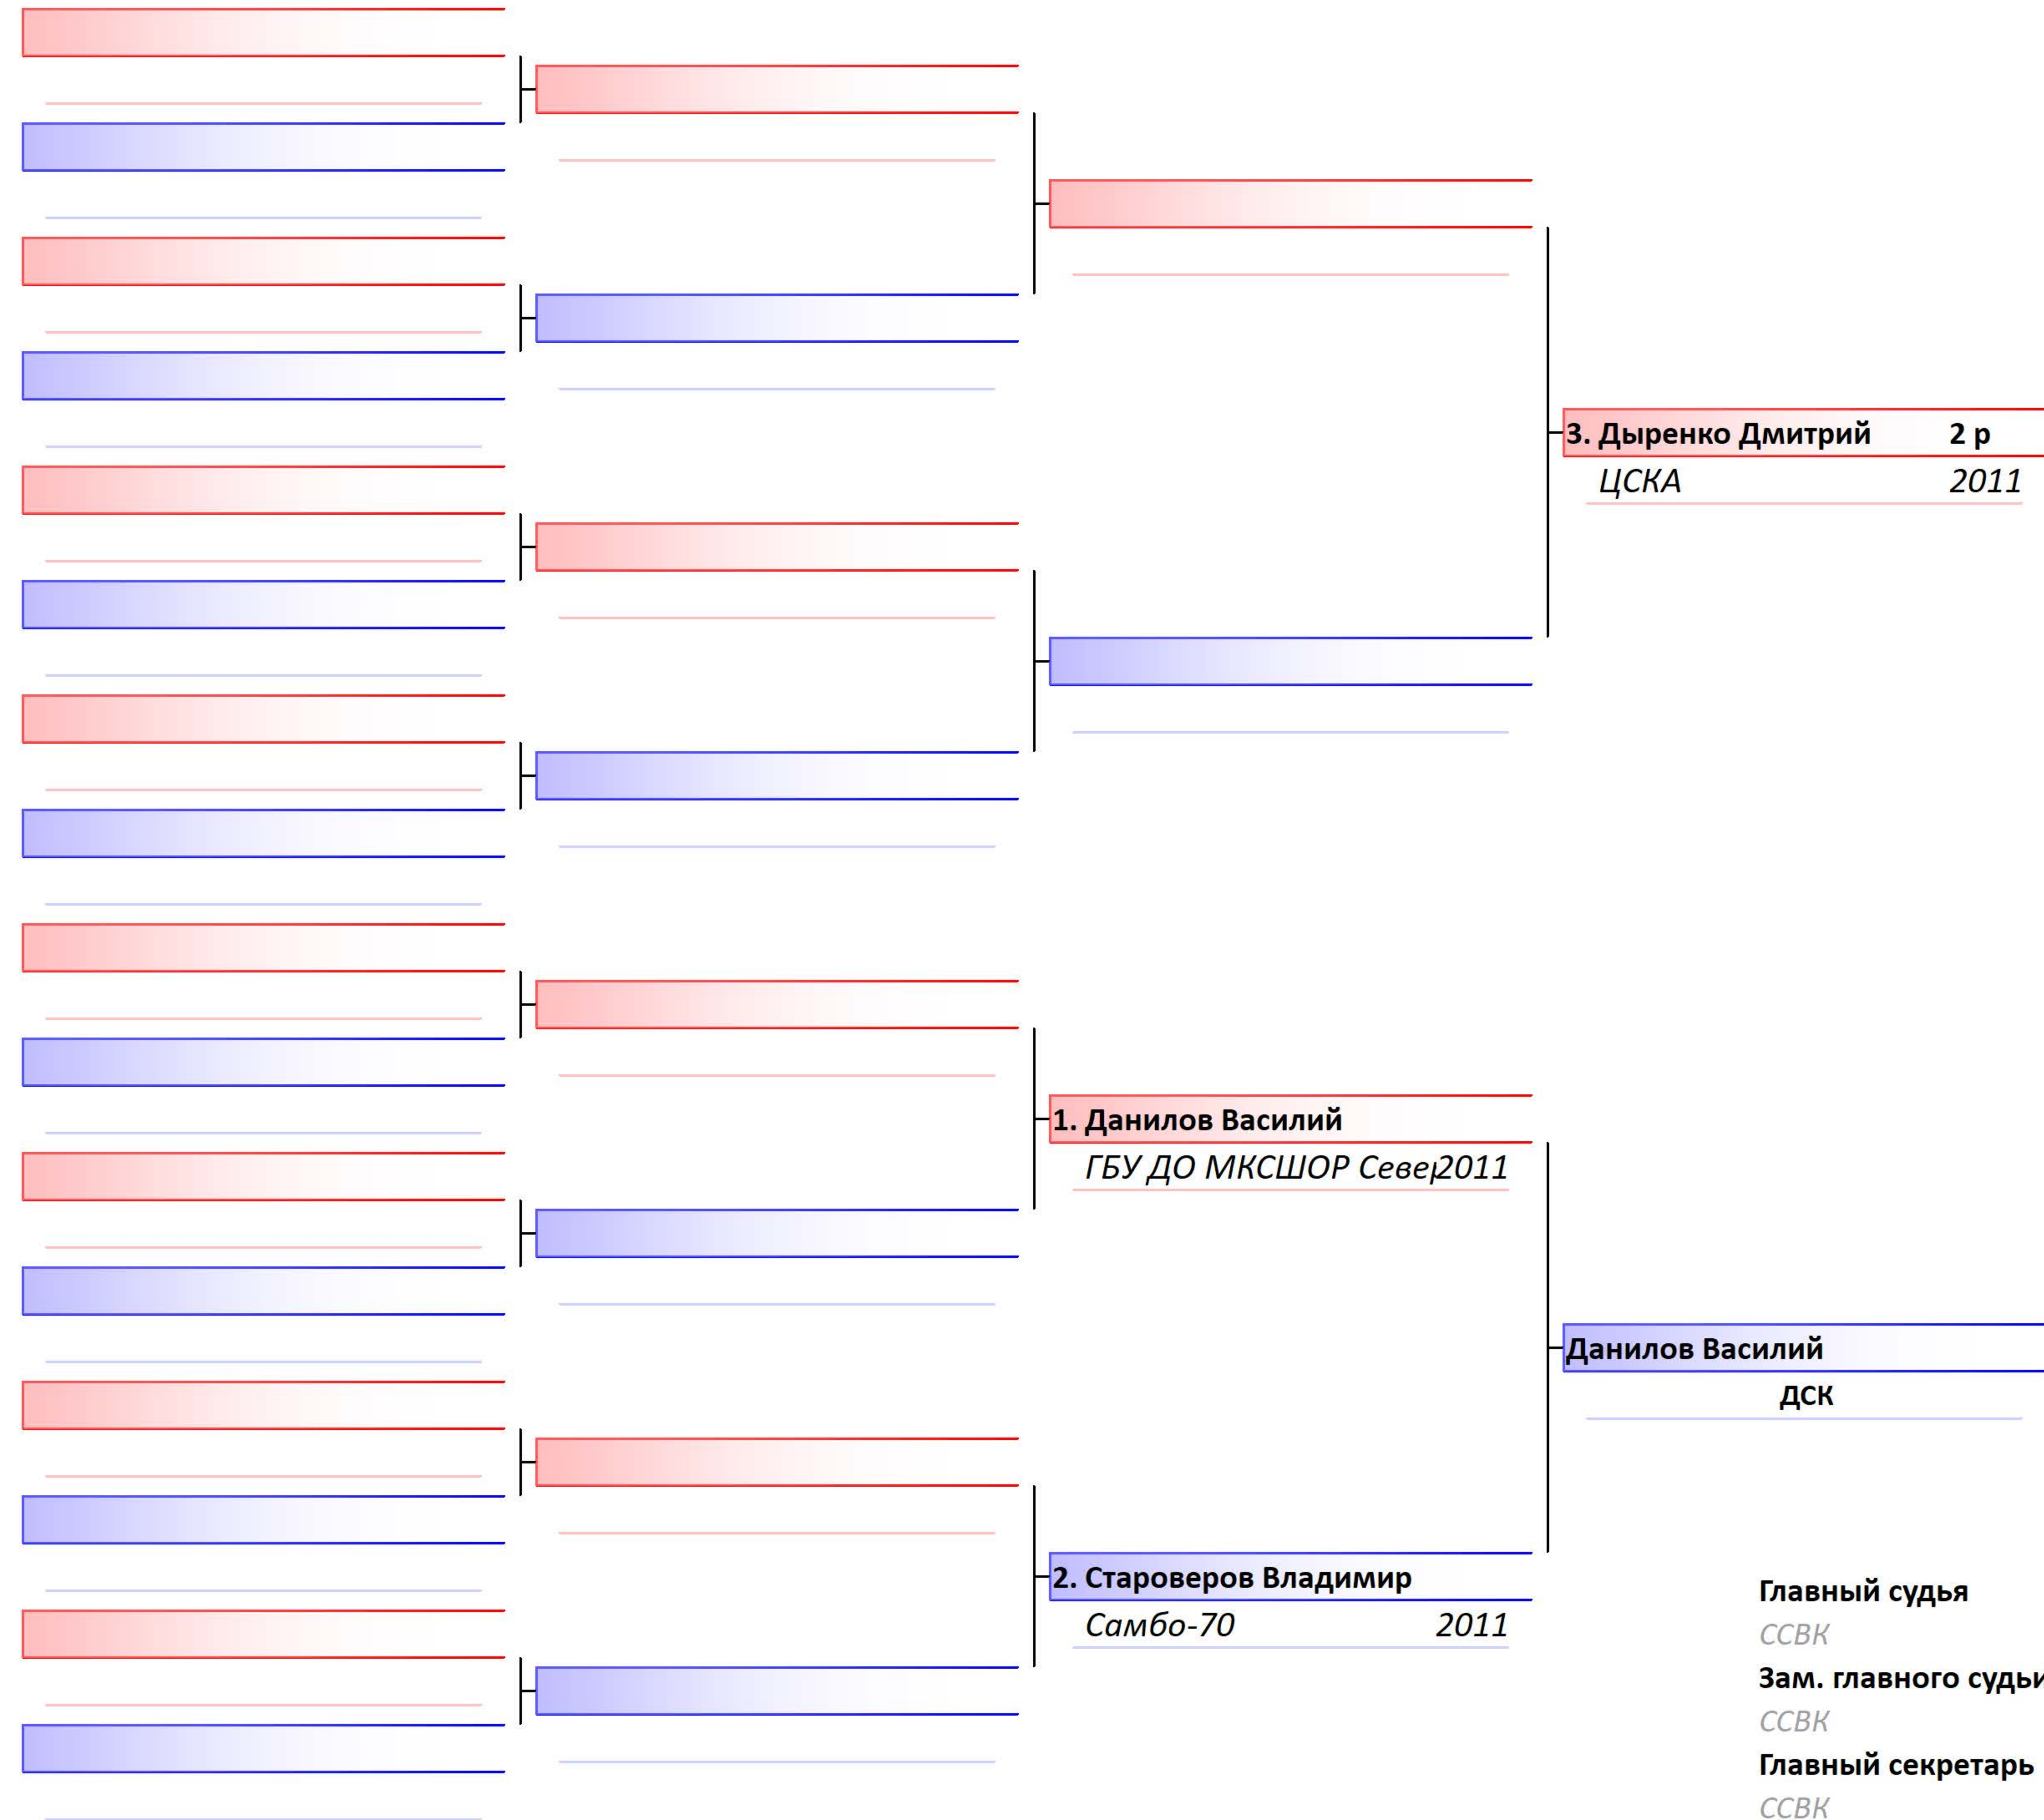 3. Дыренко Дмитрий 2 р
ЦСКА 2011
1. Данилов Василий
ГБУ ДО МКСШОР Север 2011
Данилов Василий
ДСК
2. Староверов Владимир
Самбо-70 2011
Главный судья
ССВК
Зам. главного судьи
ССВК
Главный секретарь
ССВК